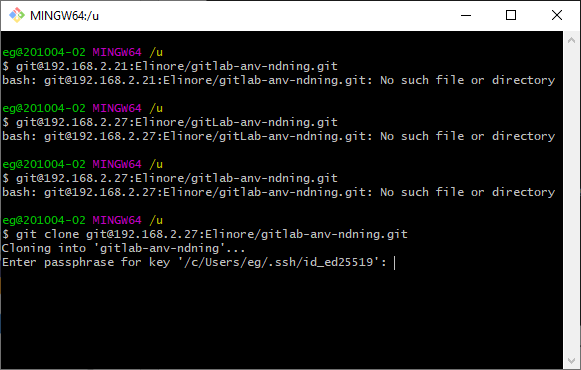 MINGW64:/u
eg@201004-02 MINGW64 /u
$ git@192.168.2.21:Elinore/gitlab-anv-ndning.git
bash: git@192.168.2.21:Elinore/gitlab-anv-ndning.git: No such file or directory
eg@201004-02 MINGW64 /u
$ git@192.168.2.27:Elinore/gitLab-anv-ndning.git
bash: git@192.168.2.27:Elinore/gitLab-anv-ndning.git: No such file or directory
eg@201004-02 MINGW64 /u
$ git@192.168.2.27:Elinore/gitlab-anv-ndning.git
bash: git@192.168.2.27:Elinore/gitlab-anv-ndning.git: No such file or directory
eg@201004-02 MINGW64 /u
$ git clone git@192.168.2.27:Elinore/gitlab-anv-ndning.git
Cloning into 'gitlab-anv-ndning'...
Enter passphrase for key '/c/Users/eg/.ssh/id_ed25519':